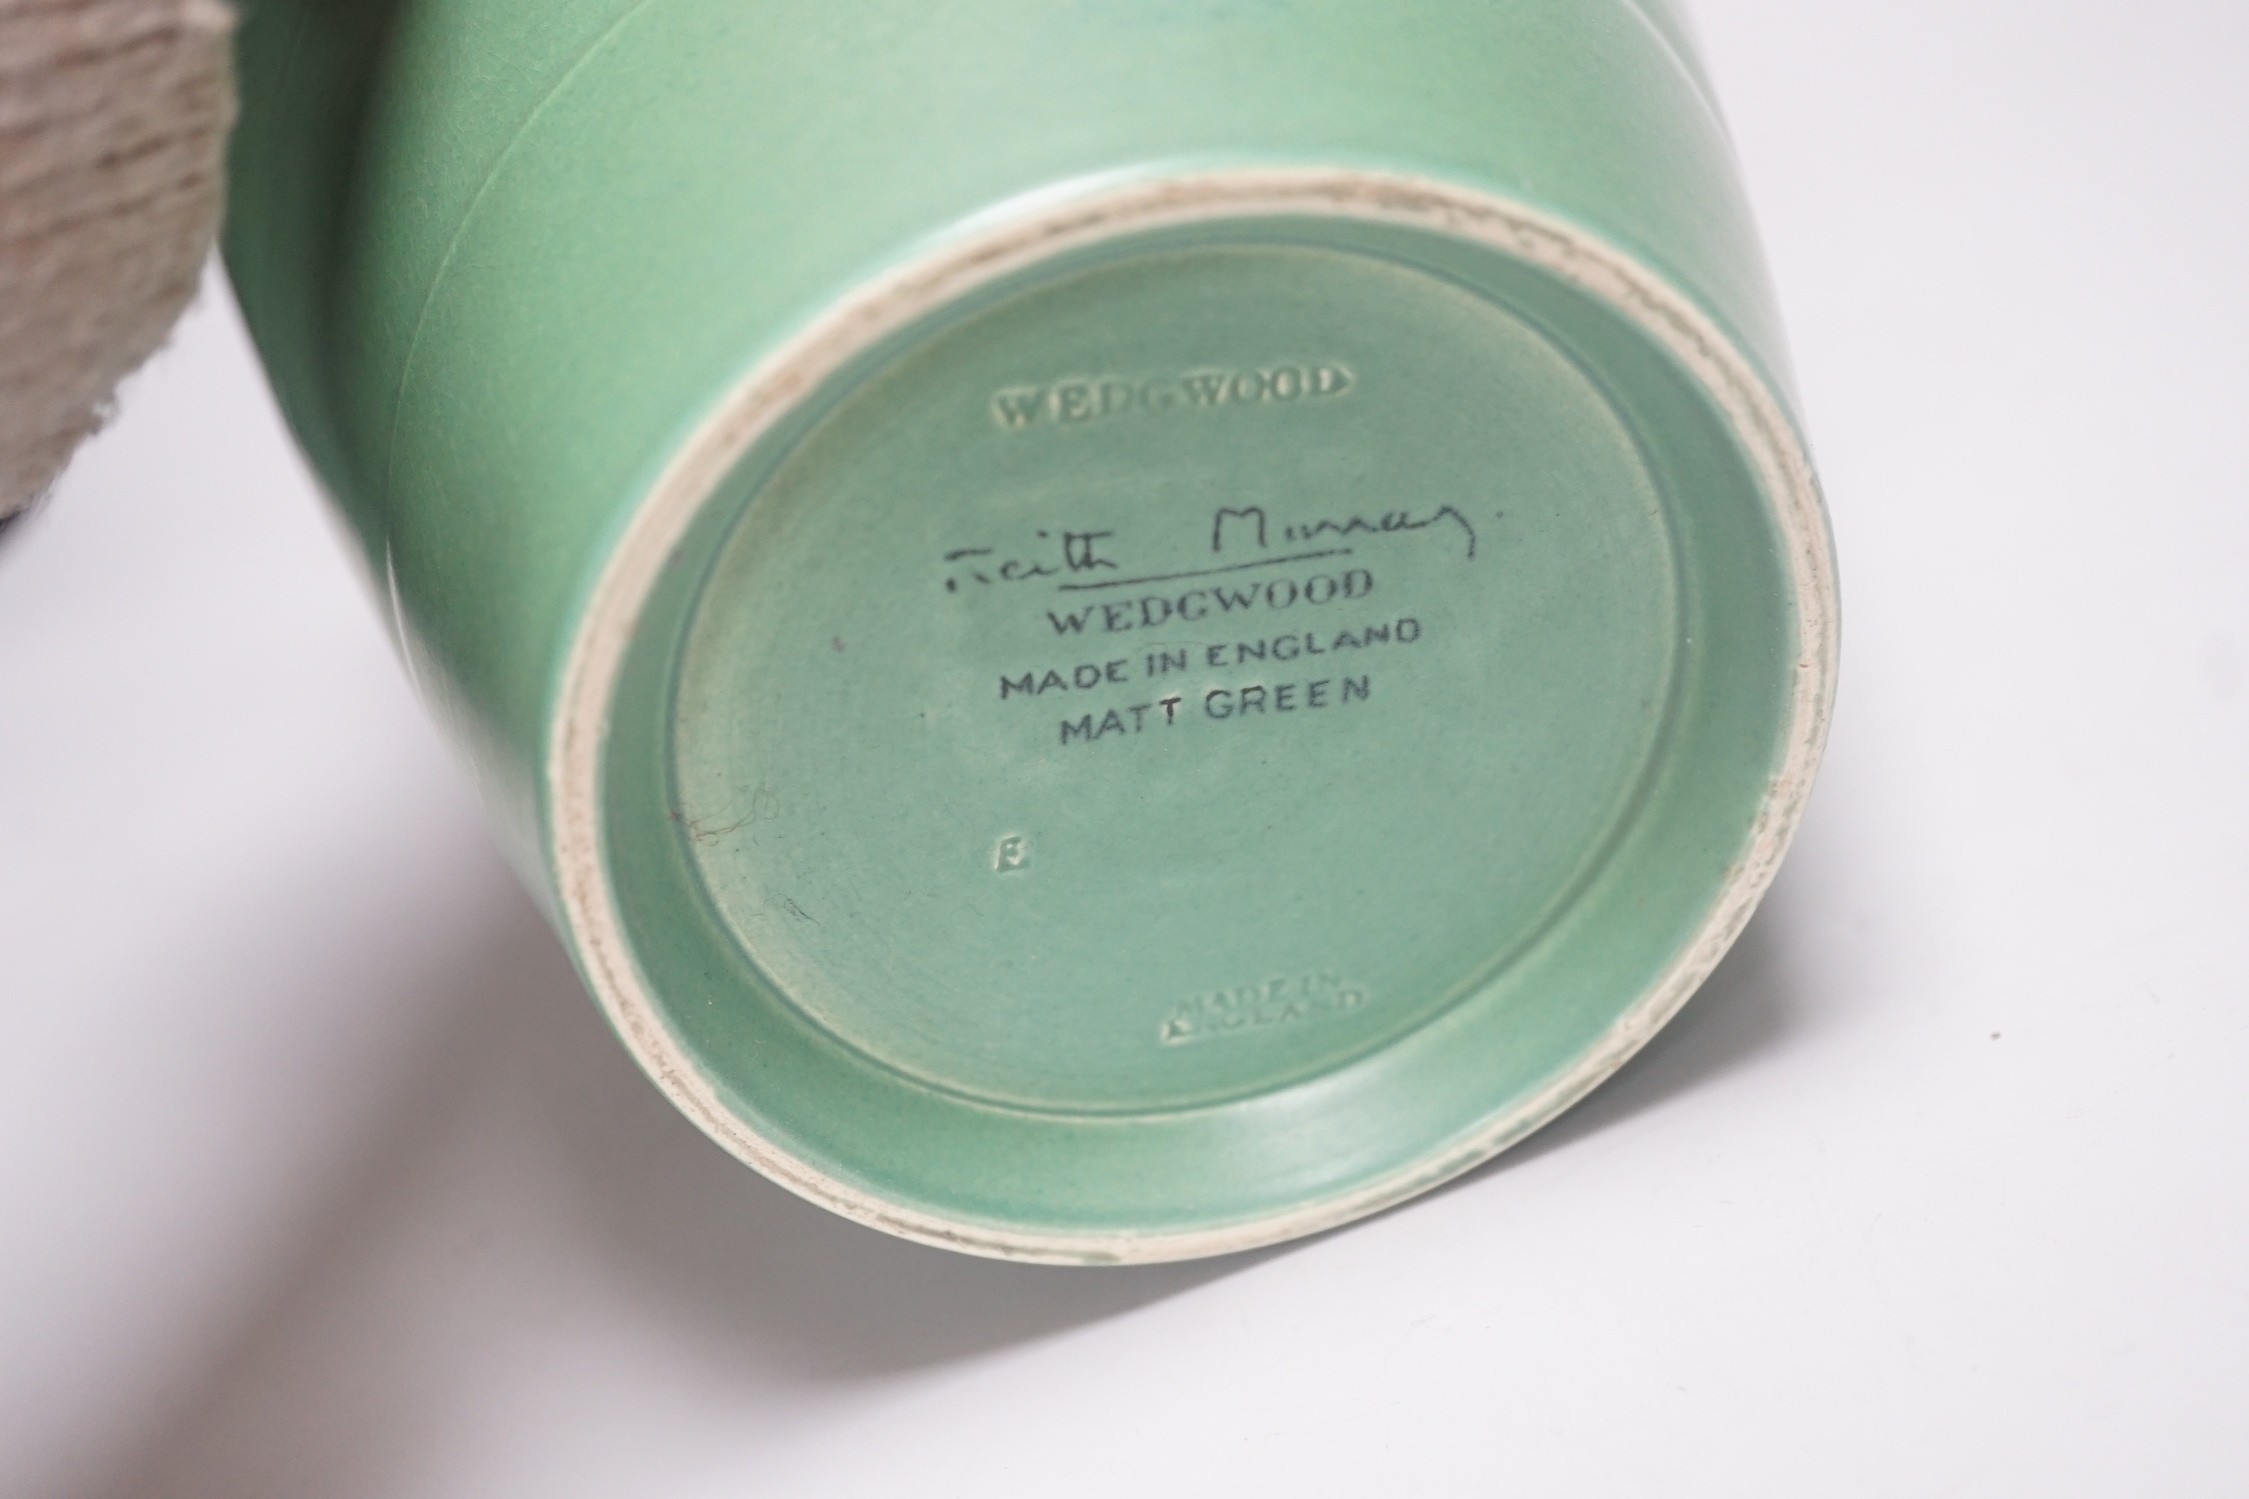 WEDGWOOD
Keith Murray.
WEDGWOOD
MADE IN ENGLAND
MATT GREEN
E
MADE IN
ENGLAND